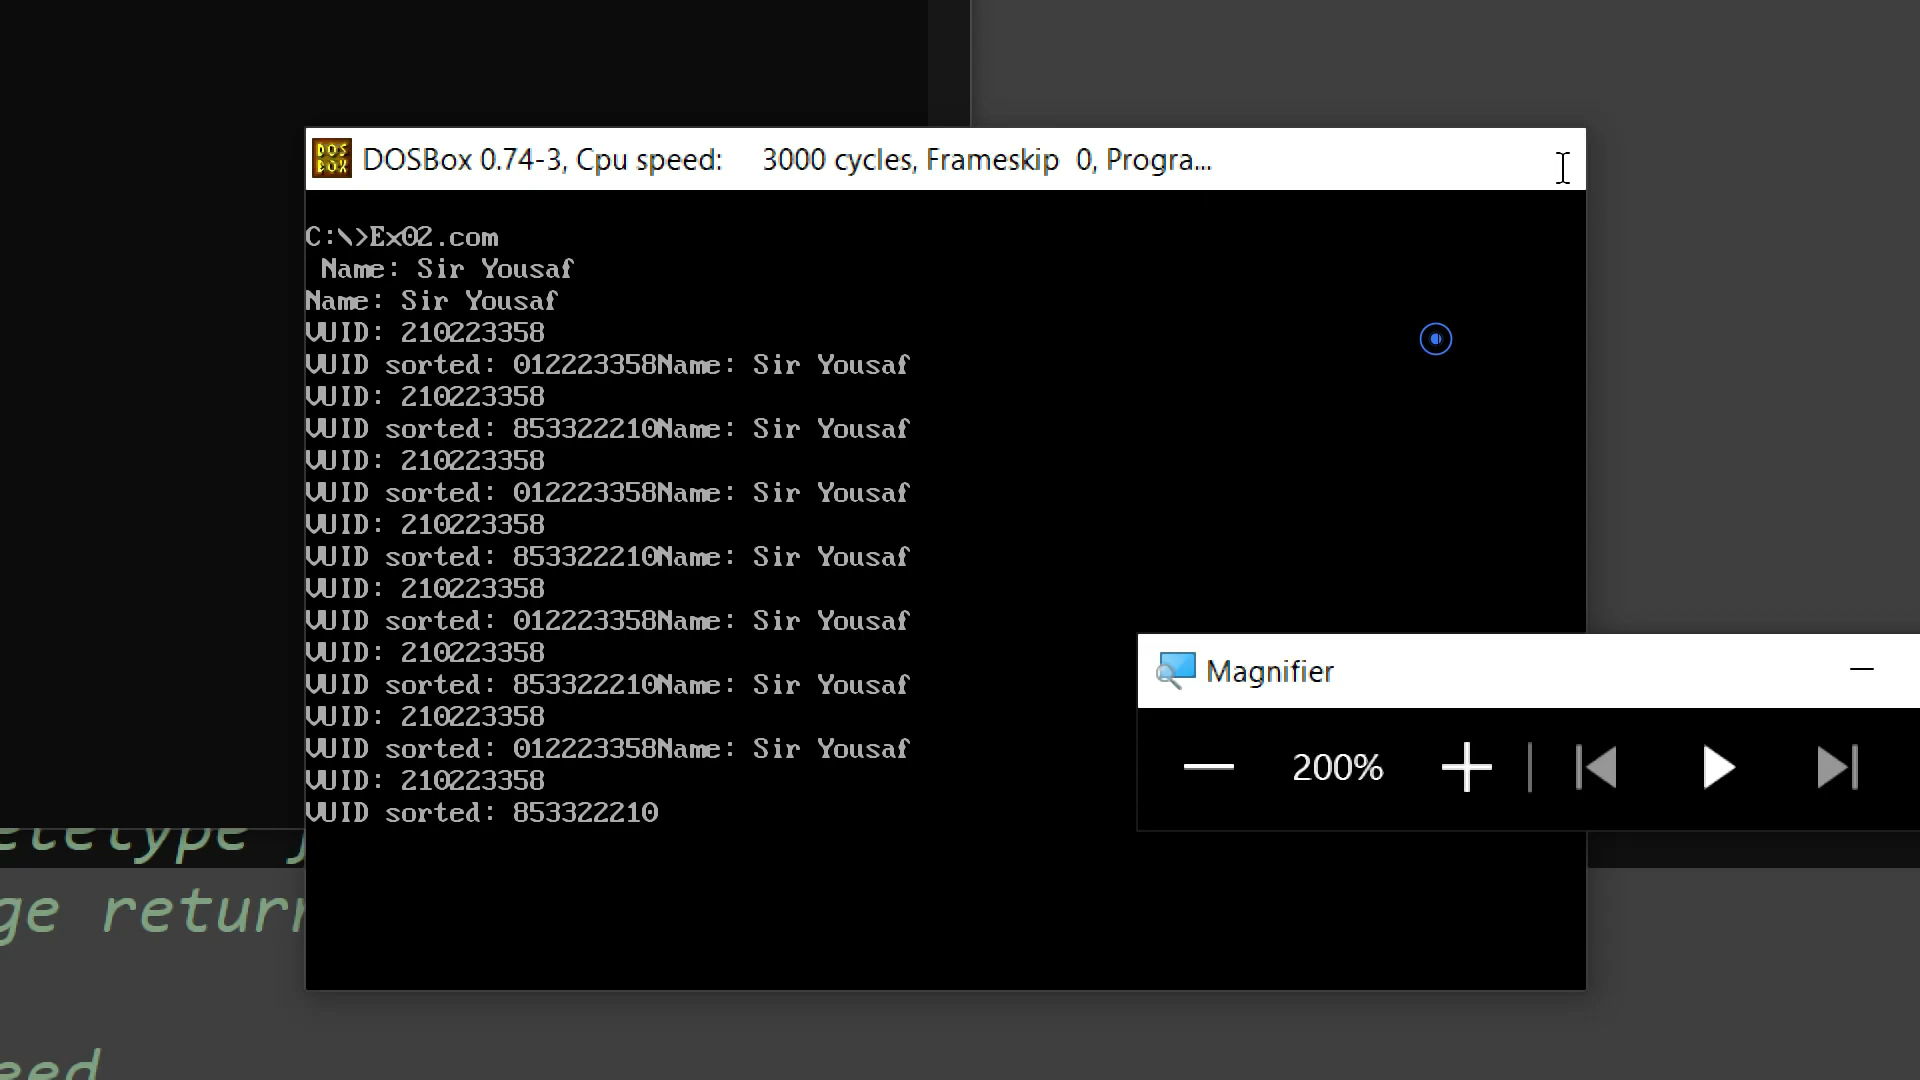 DOS
BOX
DOSBox 0.74-3, Cpu speed: 3000 cycles, Frameskip 0, Progra...
C:\>Ex02.com
Name: Sir Yousaf
Name: Sir Yousaf
VUID: 210223358
VUID sorted: 012223358Name: Sir Yousaf
VUID: 210223358
VUID sorted: 853322210Name: Sir Yousaf
VUID: 210223358
VUID sorted: 012223358Name: Sir Yousaf
VUID: 210223358
VUID sorted: 853322210Name: Sir Yousaf
VUID: 210223358
VUID sorted: 012223358Name: Sir Yousaf
VUID: 210223358
VUID sorted: 853322210Name: Sir Yousaf
VUID: 210223358
VUID sorted: 012223358Name: Sir Yousaf
VUID: 210223358
VUID sorted: 853322210
Magnifier
200%
return